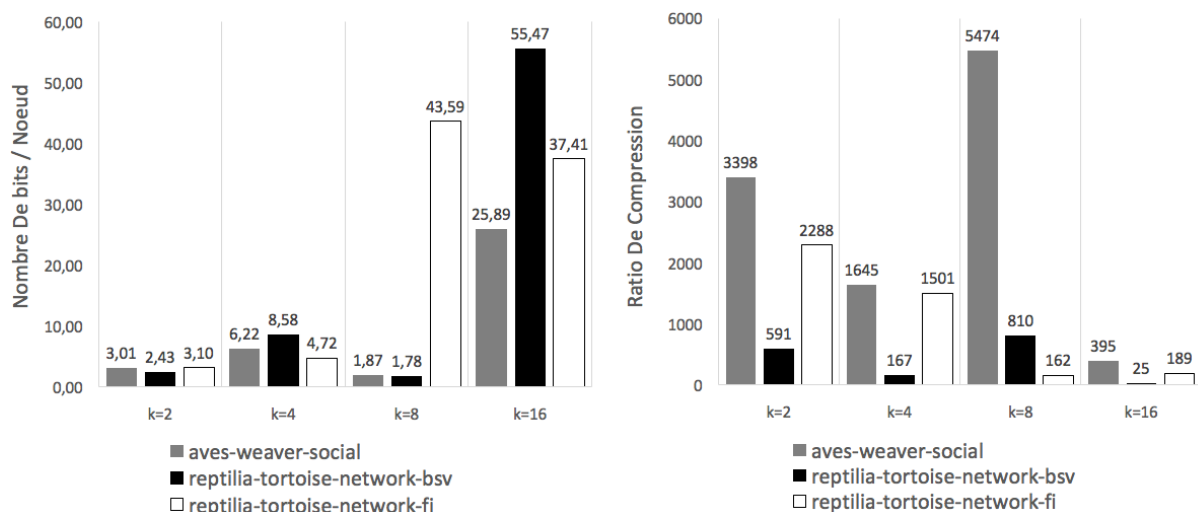 Nombre De bits / Noeud
60,00
50,00
40,00
30,00
20,00
10,00
0,00
3,01
2,43
3,10
6,22
8,58
4,72
1,87
1,78
43,59
25,89
55,47
37,41
k=2
k=4
k=8
k=16
aves-weaver-social
reptilia-tortoise-network-bsv
reptilia-tortoise-network-fi
Ratio De Compression
6000
5000
4000
3000
2000
1000
0
3398
591
2288
1645
167
1501
5474
810
162
395
25
189
k=2
k=4
k=8
k=16
aves-weaver-social
reptilia-tortoise-network-bsv
reptilia-tortoise-network-fi